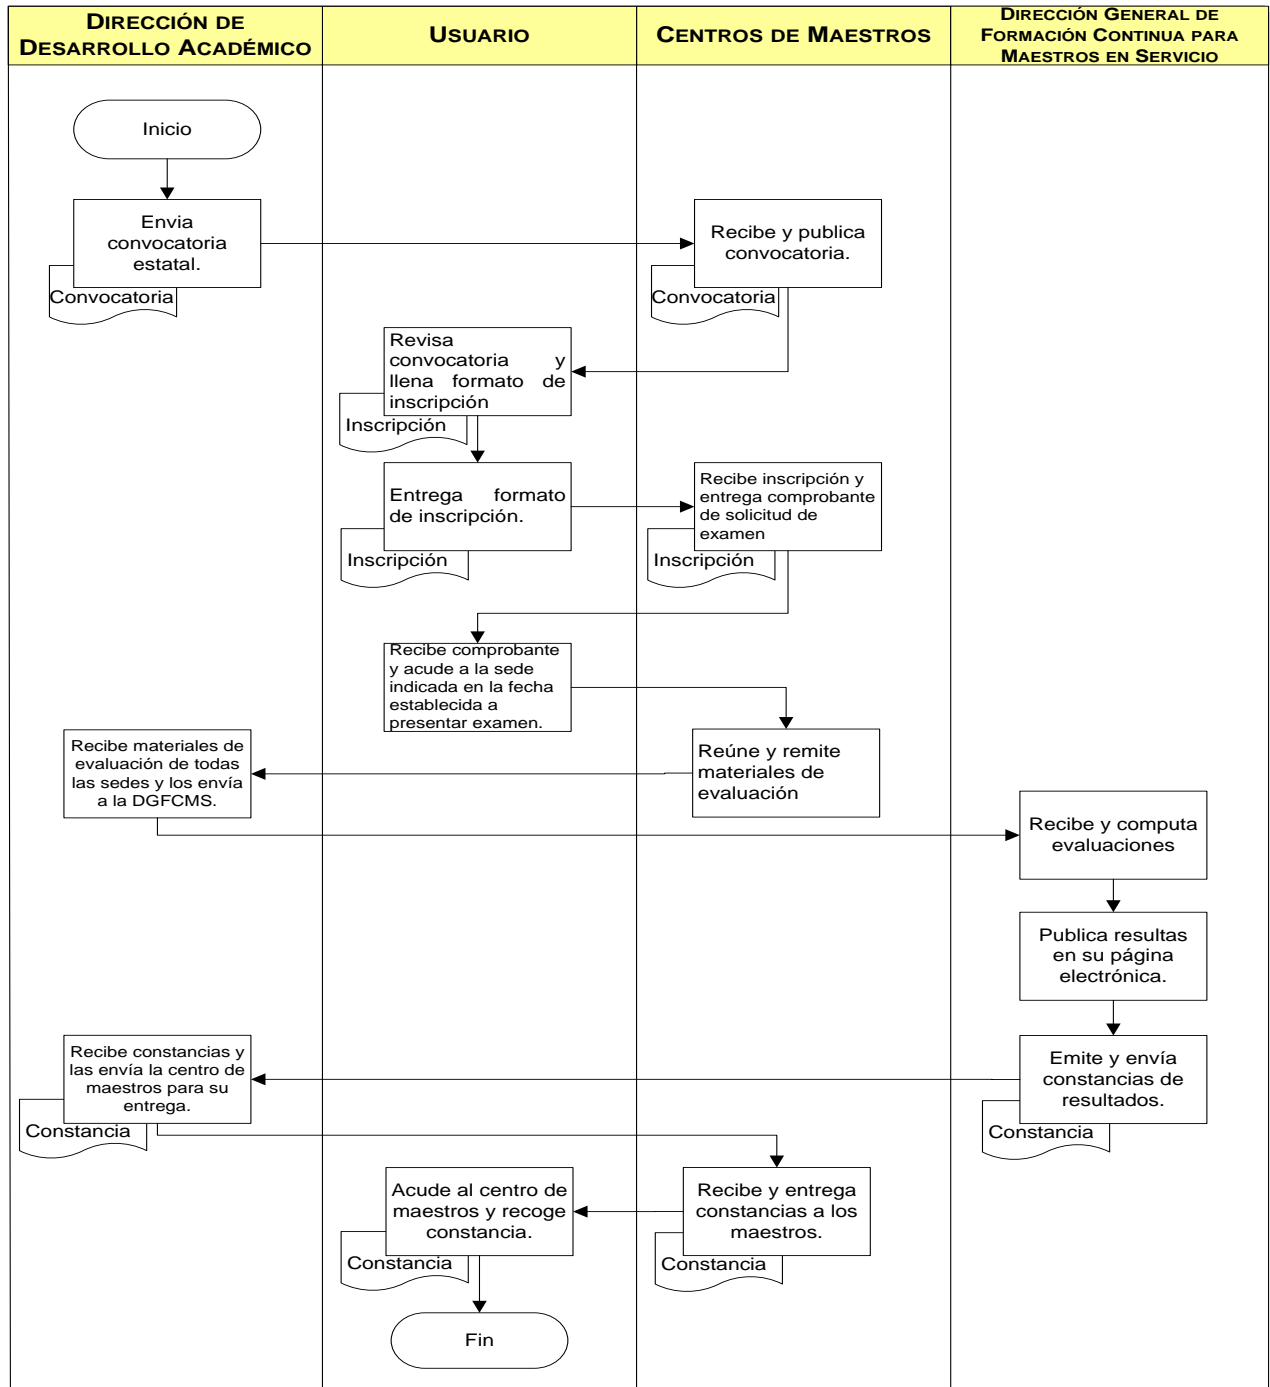 DIRECCIÓN DE
DESARROLLO ACADÉMICO
USUARIO
CENTROS DE MAESTROS
DIRECCIÓN GENERAL DE
FORMACIÓN CONTINUA PARA
MAESTROS EN SERVICIO
Inicio
Envia
convocatoria
estatal.
Convocatoria
Recibe y publica
convocatoria.
Convocatoria
Revisa
convocatoria y
llena formato de
inscripción
Inscripción
Entrega formato
de inscripción.
Inscripción
Recibe inscripción y
entrega comprobante
de solicitud de
examen
Inscripción
Recibe comprobante
y acude a la sede
indicada en la fecha
establecida a
presentar examen.
Reúne y remite
materiales de
evaluación
Recibe materiales de
evaluación de todas
las sedes y los envía
a la DGFCMS.
Recibe y computa
evaluaciones
Publica resultas
en su página
electrónica.
Emite y envía
constancias de
resultados.
Constancia
Recibe constancias y
las envía la centro de
maestros para su
entrega.
Constancia
Recibe y entrega
constancias a los
maestros.
Constancia
Acude al centro de
maestros y recoge
constancia.
Constancia
Fin